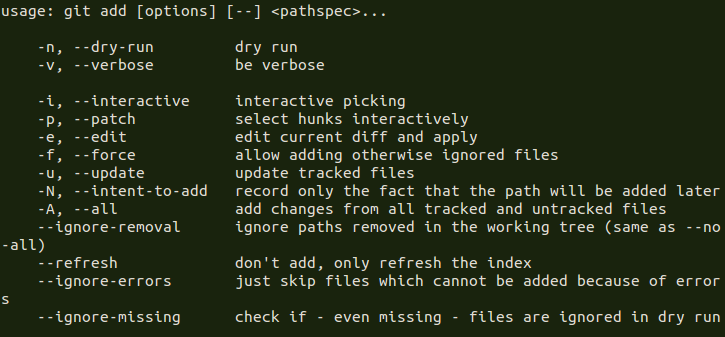 usage: git add [options] [--] <pathspec>...

    -n, --dry-run         dry run
    -v, --verbose         be verbose

    -i, --interactive     interactive picking
    -p, --patch           select hunks interactively
    -e, --edit            edit current diff and apply
    -f, --force           allow adding otherwise ignored files
    -u, --update          update tracked files
    -N, --intent-to-add   record only the fact that the path will be added later
    -A, --all             add changes from all tracked and untracked files
    --ignore-removal      ignore paths removed in the working tree (same as --no
-all)
    --refresh             don't add, only refresh the index
    --ignore-errors       just skip files which cannot be added because of error
s
    --ignore-missing      check if - even missing - files are ignored in dry run